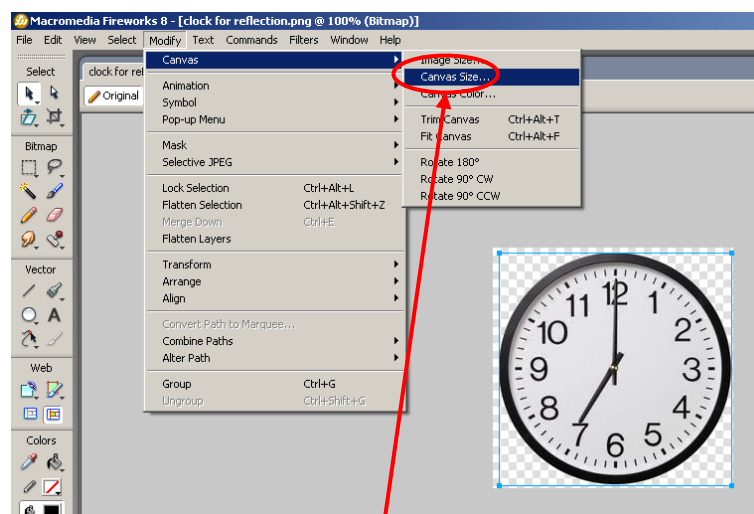 Macromedia Fireworks 8 - [clock for reflection.png @ 100% (Bitmap)]
File Edit View Select Modify Text Commands Filters Window Help
Select
clock for ref
Original
Bitmap
Vector
Web
Colors
Canvas
Animation
Symbol
Pop-up Menu
Mask
Selective JPEG
Lock Selection Ctrl+Alt+L
Flatten Selection Ctrl+Alt+Shift+Z
Merge Down Ctrl+E
Flatten Layers
Transform
Arrange
Align
Convert Path to Marquee...
Combine Paths
Alter Path
Group Ctrl+G
Ungroup Ctrl+Shift+G
Image Size...
Canvas Size...
Canvas Color...
Trim Canvas Ctrl+Alt+T
Fit Canvas Ctrl+Alt+F
Rotate 180°
Rotate 90° CW
Rotate 90° CCW
A
12
11 1
10 2
9 3
8 4
7 6 5